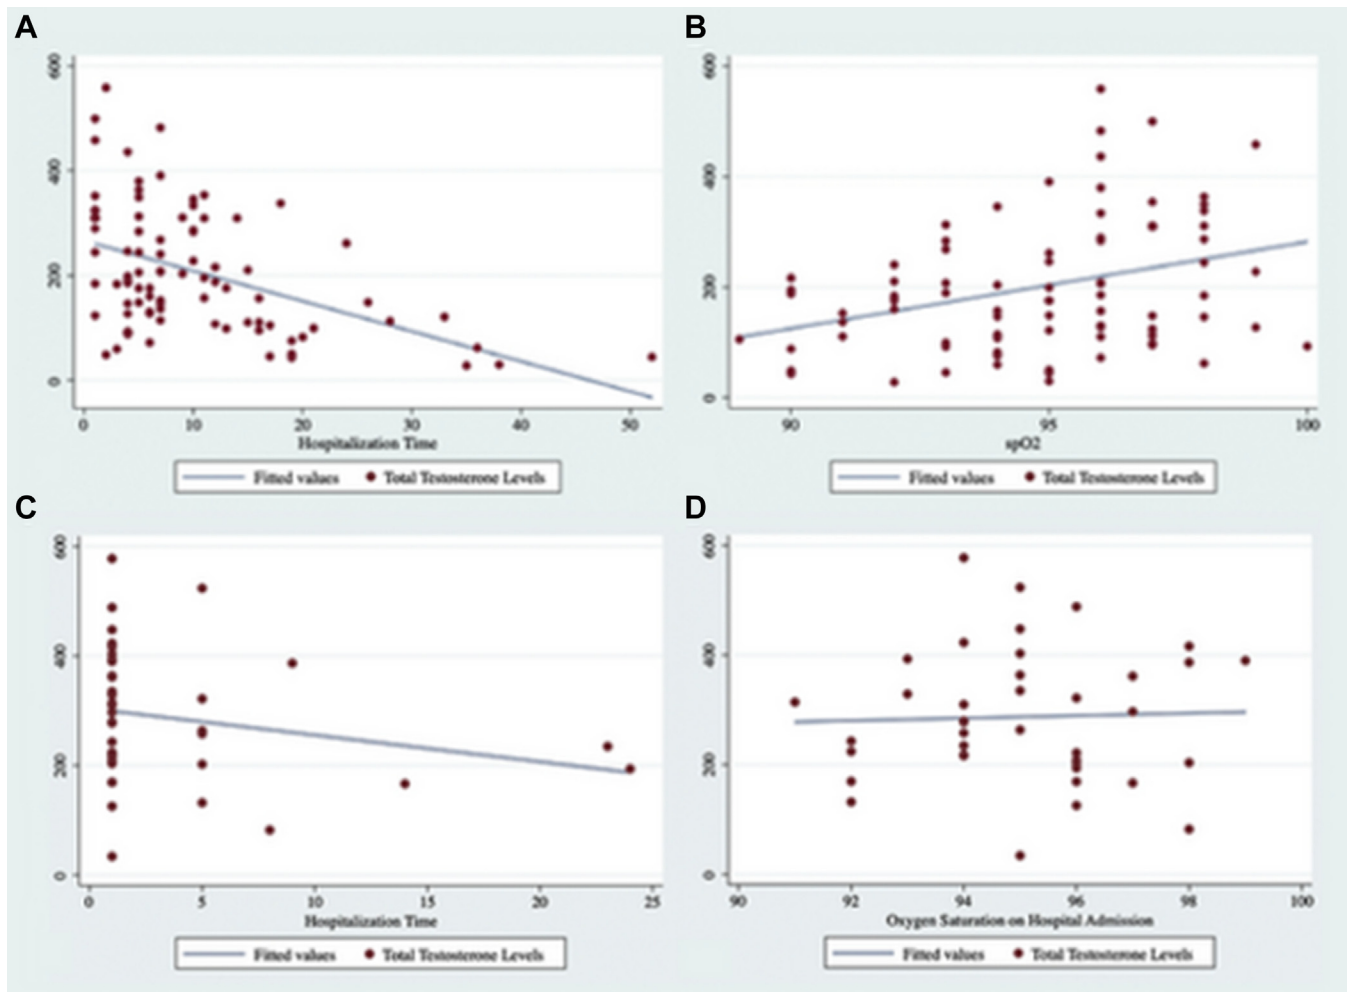 A
600
400
200
0
0 10 20 30 40 50
Hospitalization Time
Fitted values Total Testosterone Levels
B
600
400
200
0
90 95 100
spO2
Fitted values Total Testosterone Levels
C
600
400
200
0
0 5 10 15 20 25
Hospitalization Time
Fitted values Total Testosterone Levels
D
600
400
200
0
90 92 94 96 98 100
Oxygen Saturation on Hospital Admission
Fitted values Total Testosterone Levels